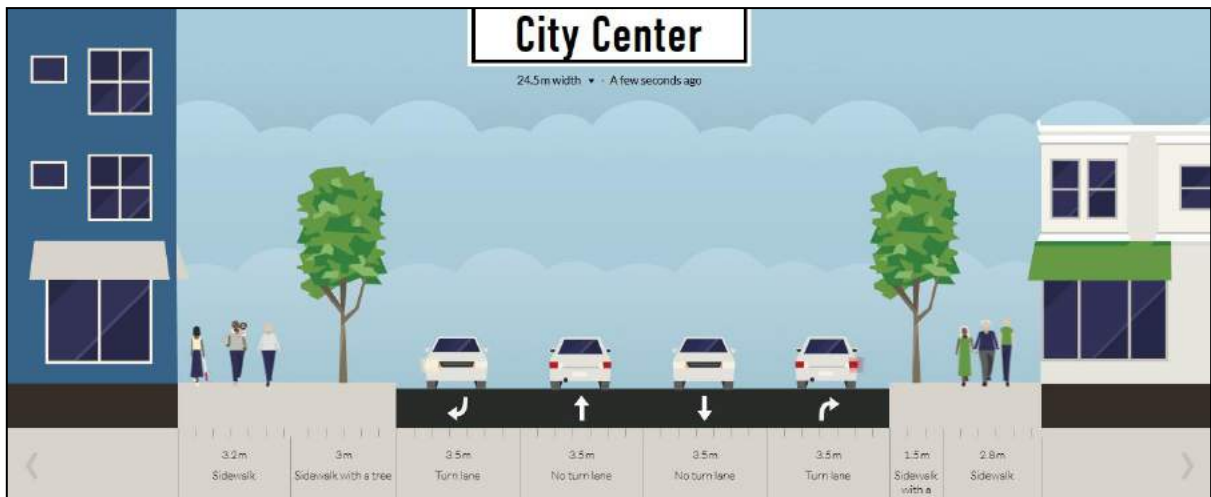 City Center
24.5m width ▾ · A few seconds ago
3.2m
Sidewalk
3m
Sidewalk with a tree
3.5m
Turn lane
3.5m
No turn lane
3.5m
No turn lane
3.5m
Turn lane
1.5m
Sidewalk
with a
2.8m
Sidewalk